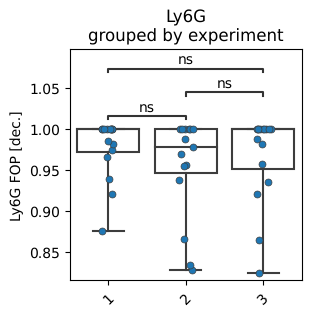 Ly6G
grouped by experiment
ns
ns
ns
1.05
1.00
0.95
0.90
0.85
Ly6G FOP [dec.]
1
2
3